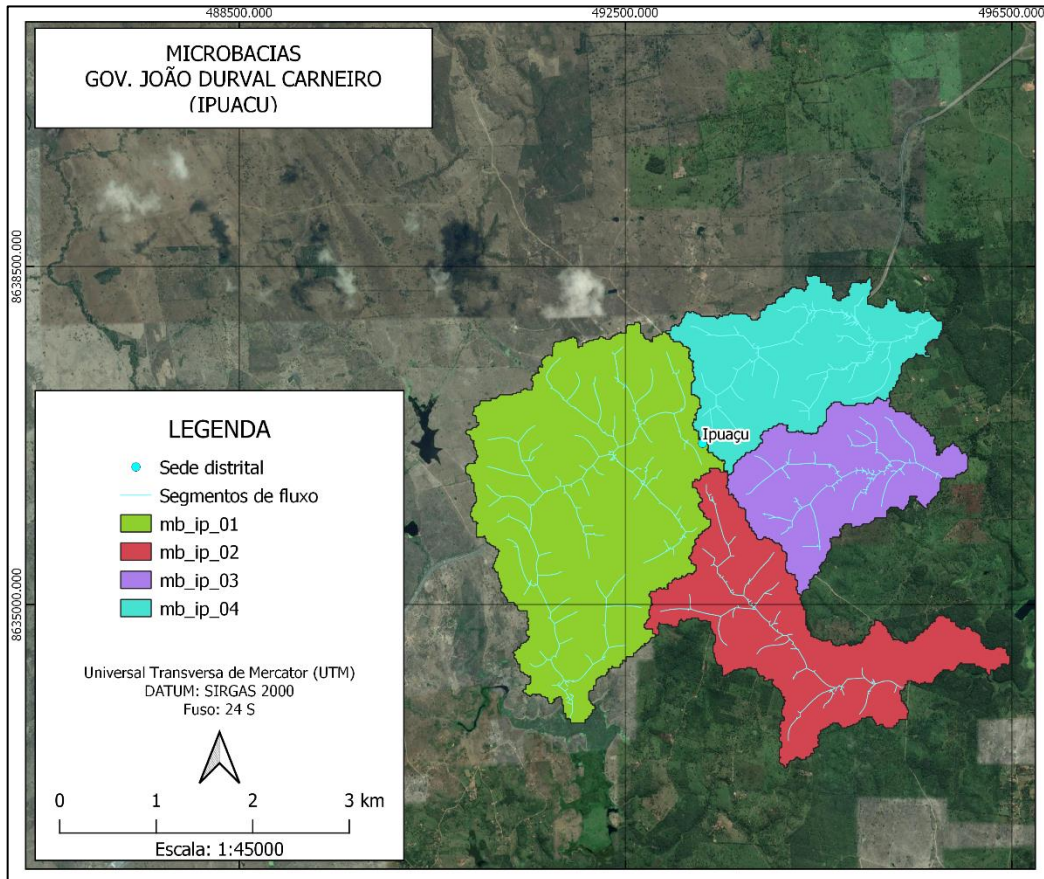 488500.000
492500.000
496500.000
MICROBACIAS
GOV. JOÃO DURVAL CARNEIRO
(IPUACU)
8638500.000
Ipuaçu
LEGENDA
Sede distrital
Segmentos de fluxo
mb_ip_01
mb_ip_02
mb_ip_03
mb_ip_04
8635000.000
Universal Transversa de Mercator (UTM)
DATUM: SIRGAS 2000
Fuso: 24 S
0 1 2 3 km
Escala: 1:45000